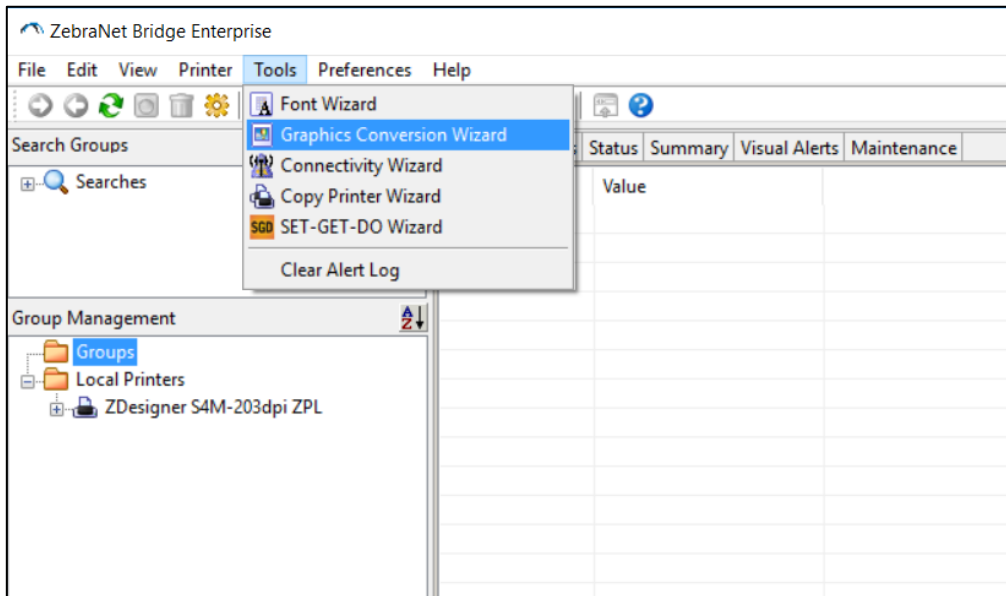 ZebraNet Bridge Enterprise
File Edit View Printer Tools Preferences Help
Font Wizard
Graphics Conversion Wizard
Connectivity Wizard
Copy Printer Wizard
SGD SET-GET-DO Wizard
Clear Alert Log
Search Groups
Searches
Status Summary Visual Alerts Maintenance
Value
Group Management
Groups
Local Printers
ZDesigner S4M-203dpi ZPL